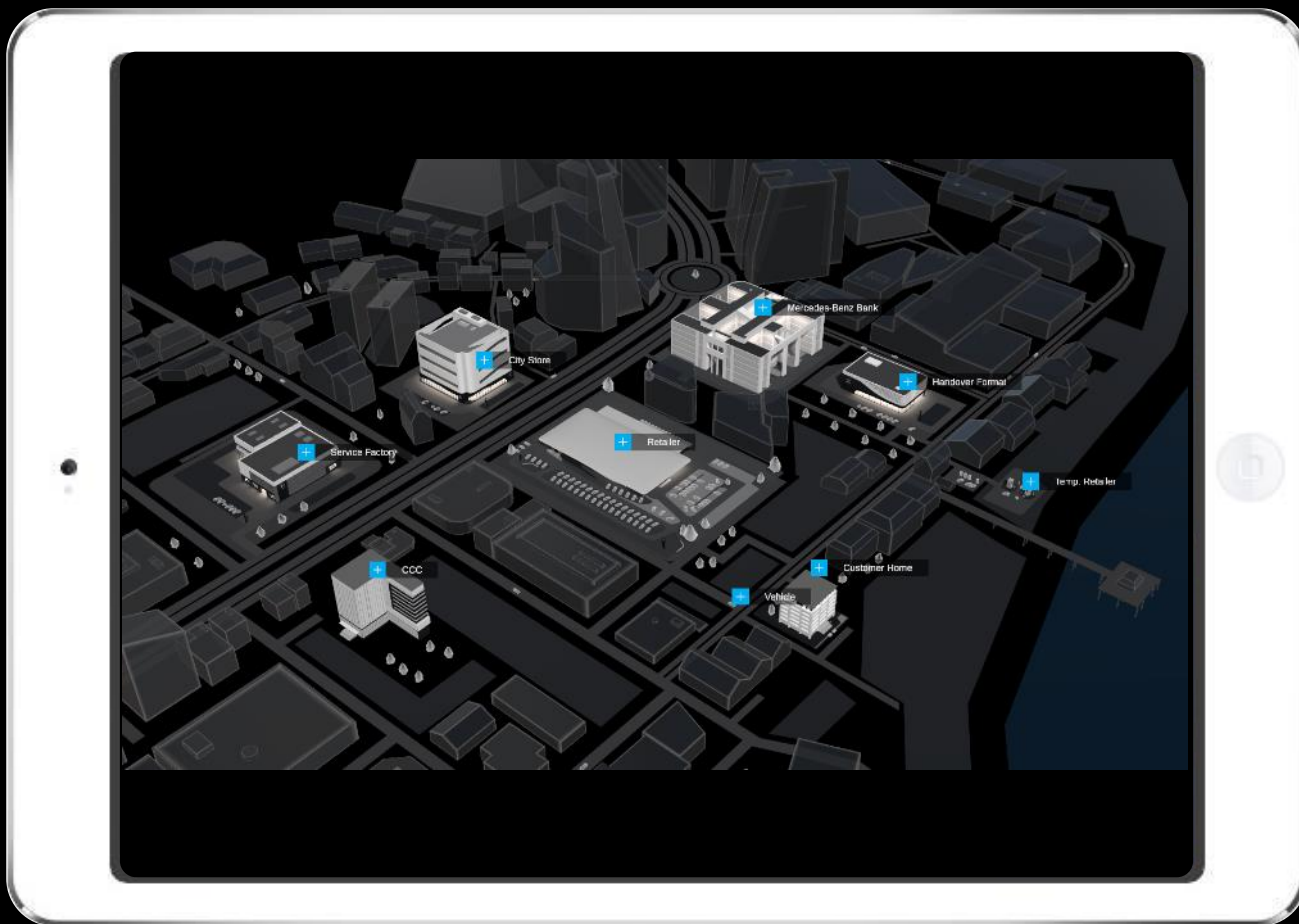 Mercedes-Benz Bank
City Store
Handover Format
Retailer
Service Factory
Temp. Retailer
CCC
Customer Home
Vehicle